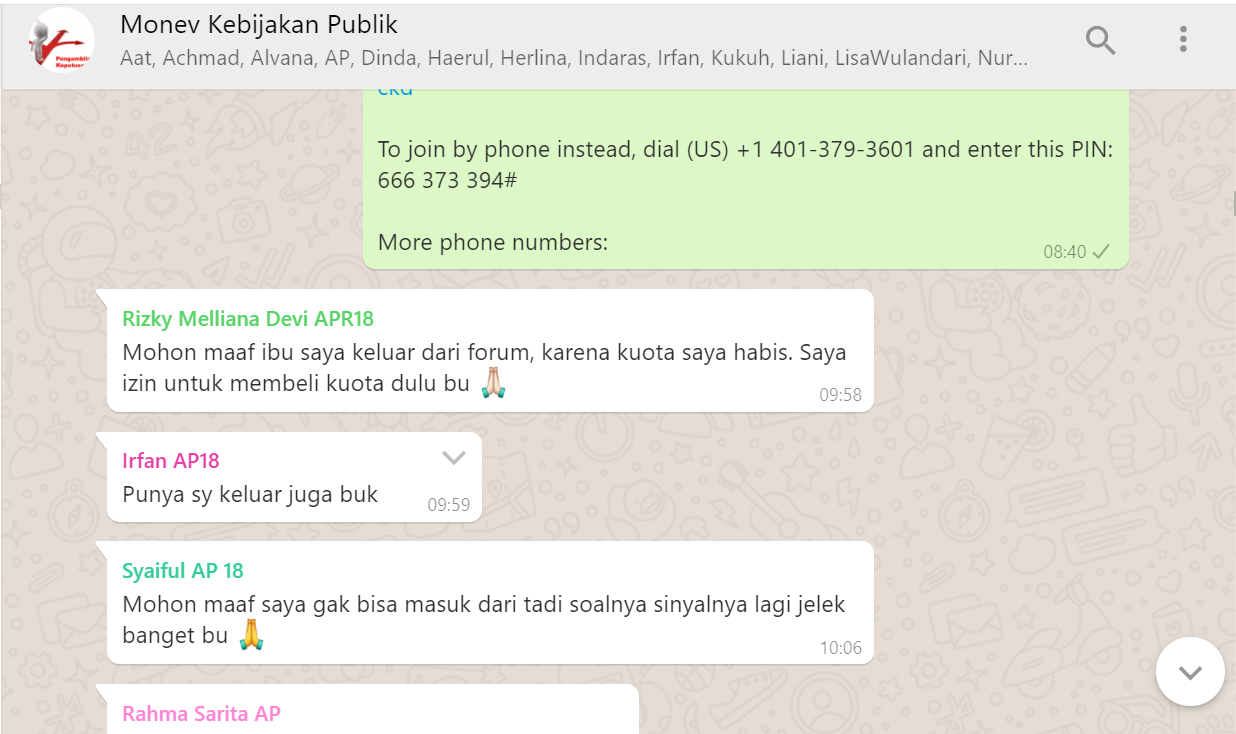 Monev Kebijakan Publik
Aat, Achmad, Alvana, AP, Dinda, Haerul, Herlina, Indaras, Irfan, Kukuh, Liani, LisaWulandari, Nur...
Pengambilan
Keputusan
To join by phone instead, dial (US) +1 401-379-3601 and enter this PIN:
666 373 394#
More phone numbers:
08:40
Rizky Melliana Devi APR18
Mohon maaf ibu saya keluar dari forum, karena kuota saya habis. Saya
izin untuk membeli kuota dulu bu 🙏🏻
09:58
Irfan AP18
Punya sy keluar juga buk
09:59
Syaiful AP 18
Mohon maaf saya gak bisa masuk dari tadi soalnya sinyalnya lagi jelek
banget bu 🙏
10:06
Rahma Sarita AP